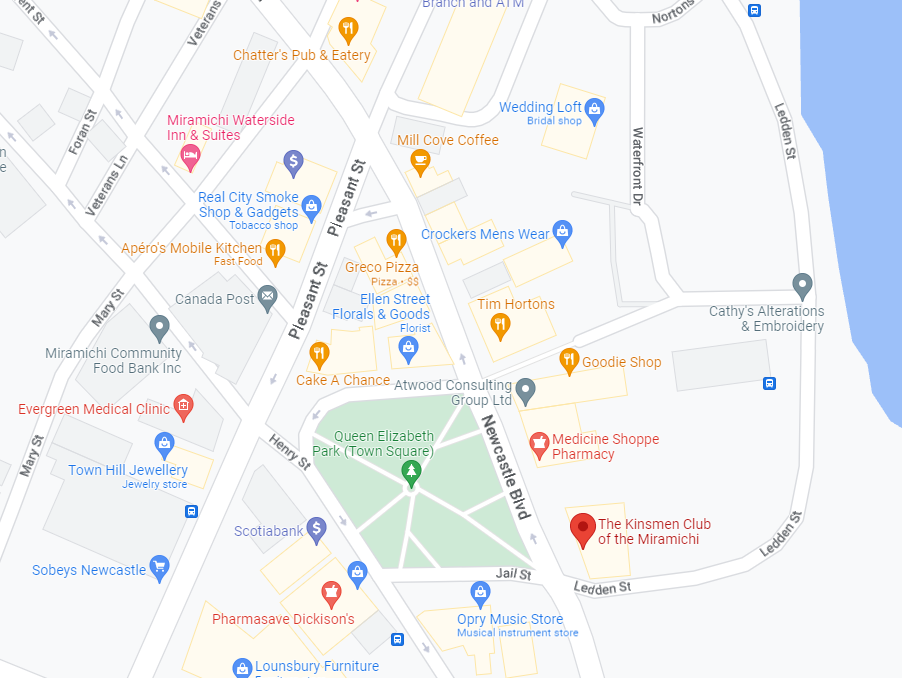 Branch and ATM
Nortons
ent St
Veterans
Chatter's Pub & Eatery
Wedding Loft
Bridal shop
Ledden St
Foran St
Miramichi Waterside
Inn & Suites
Mill Cove Coffee
Waterfront Dr
n
e
Veterans Ln
Pleasant St
Real City Smoke
Shop & Gadgets
Tobacco shop
Crockers Mens Wear
Apéro's Mobile Kitchen
Fast Food
Greco Pizza
Pizza • $$
Pleasant St
Canada Post
Ellen Street
Florals & Goods
Florist
Tim Hortons
Mary St
Cathy's Alterations
& Embroidery
Miramichi Community
Food Bank Inc
Goodie Shop
Cake A Chance
Atwood Consulting
Group Ltd
Evergreen Medical Clinic
Newcastle Blvd
Queen Elizabeth
Park (Town Square)
Henry St
Medicine Shoppe
Pharmacy
Mary St
Town Hill Jewellery
Jewelry store
Scotiabank
The Kinsmen Club
of the Miramichi
Ledden St
Sobeys Newcastle
Jail St
Ledden St
Pharmasave Dickison's
Opry Music Store
Musical instrument store
Lounsbury Furniture